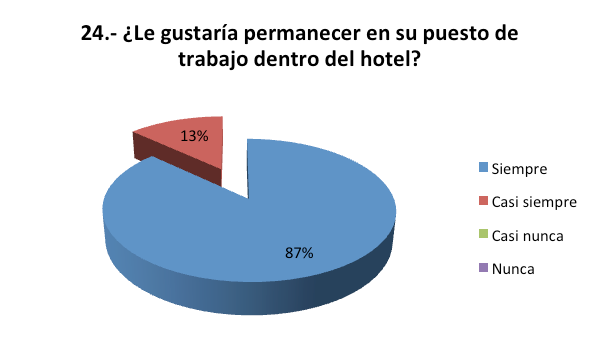 24.- ¿Le gustaría permanecer en su puesto de
trabajo dentro del hotel?
13%
87%
Siempre
Casi siempre
Casi nunca
Nunca